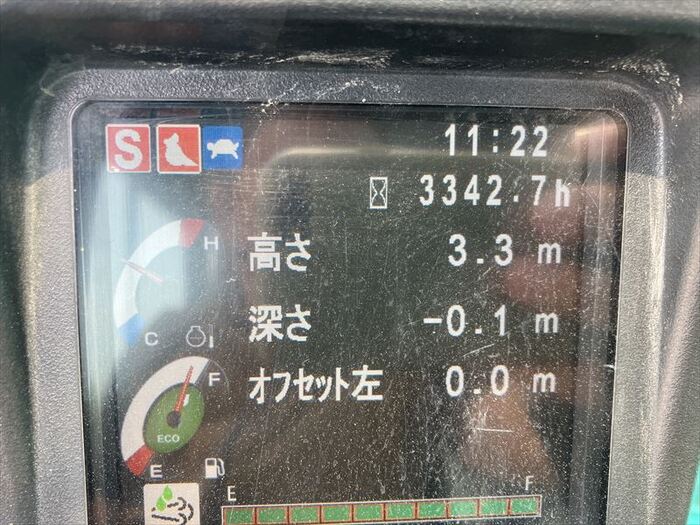 S
11:22
3342.7h
H
高さ 3.3 m
C
深さ -0.1 m
F
オフセット左 0.0 m
ECO
E
E F